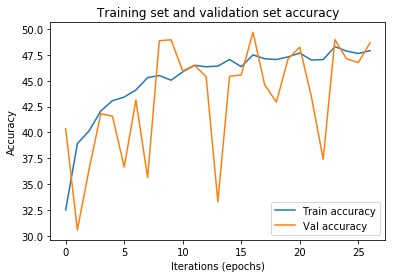 Training set and validation set accuracy
50.0
47.5
45.0
42.5
40.0
37.5
35.0
32.5
30.0
Accuracy
0 5 10 15 20 25
Iterations (epochs)
Train accuracy
Val accuracy